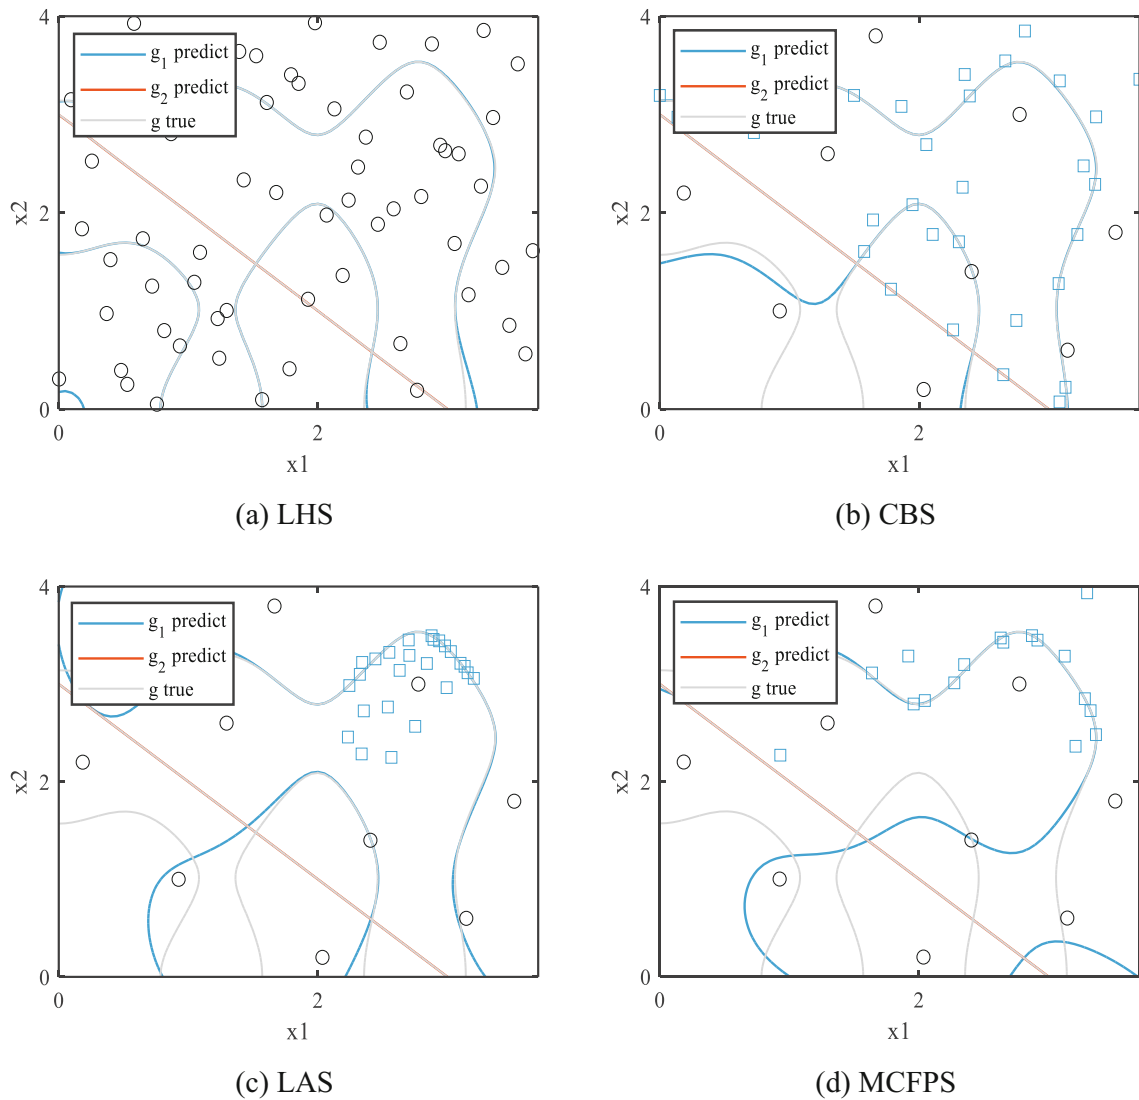 4
g1 predict
g2 predict
g true
x2
2
0
0
2
x1
(a) LHS
4
g1 predict
g2 predict
g true
x2
2
0
0
2
x1
(b) CBS
4
g1 predict
g2 predict
g true
x2
2
0
0
2
x1
(c) LAS
4
g1 predict
g2 predict
g true
x2
2
0
0
2
x1
(d) MCFPS